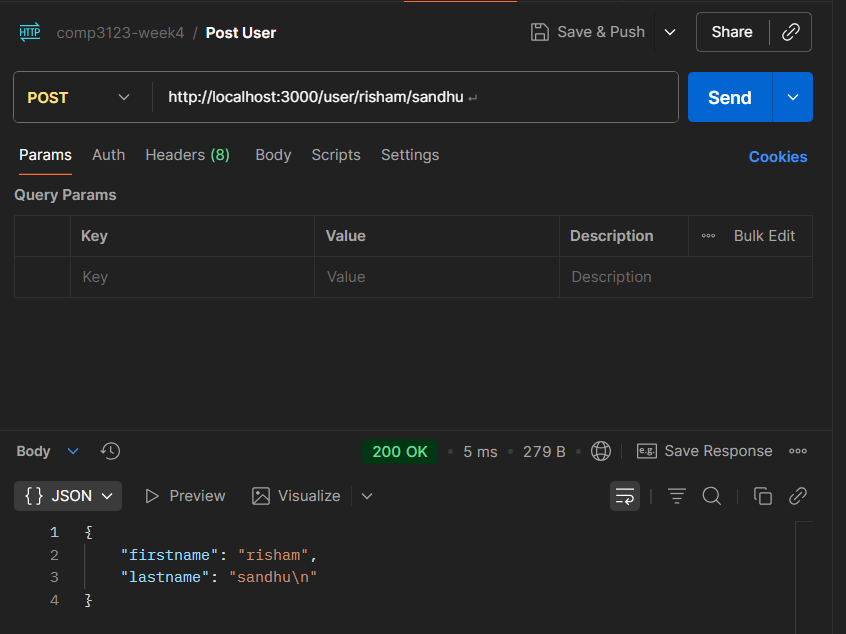 HTTP comp3123-week4 / Post User Save & Push Share
POST http://localhost:3000/user/risham/sandhu ↵ Send
Params Auth Headers (8) Body Scripts Settings Cookies
Query Params
Key Value Description ••• Bulk Edit
Key Value Description
Body 200 OK • 5 ms • 279 B • e.g. Save Response •••
{ } JSON Preview Visualize
1 {
2 "firstname": "risham",
3 "lastname": "sandhu\n"
4 }